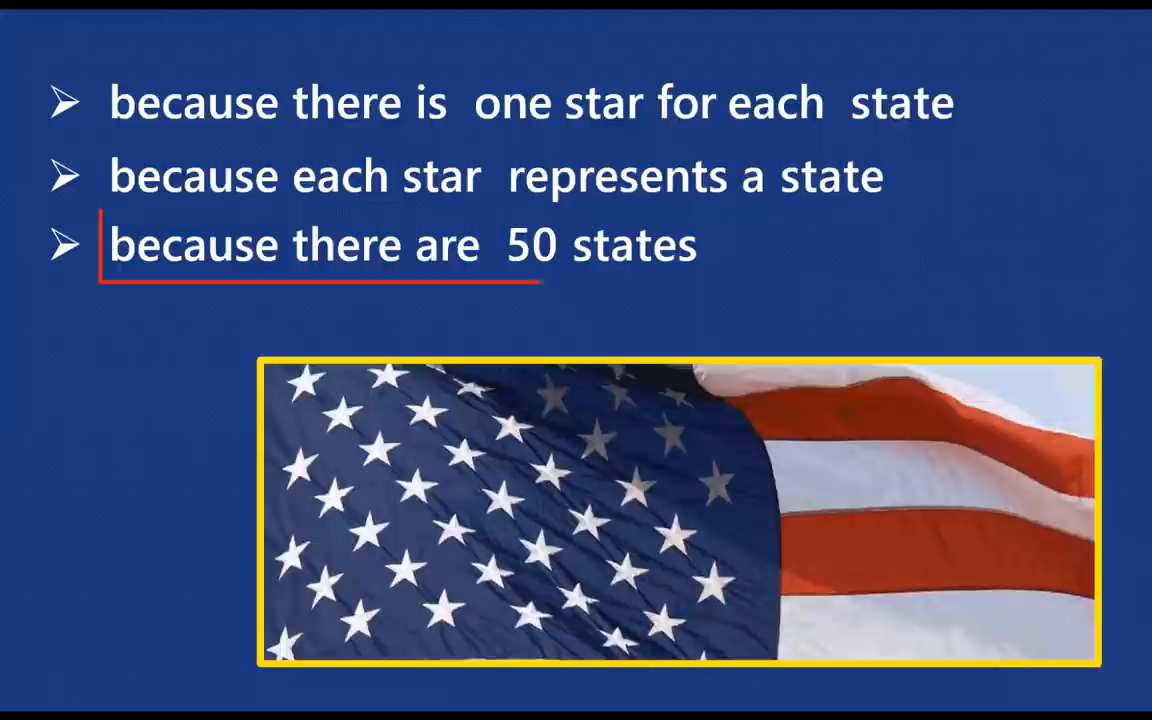 because there is one star for each state
because each star represents a state
because there are 50 states